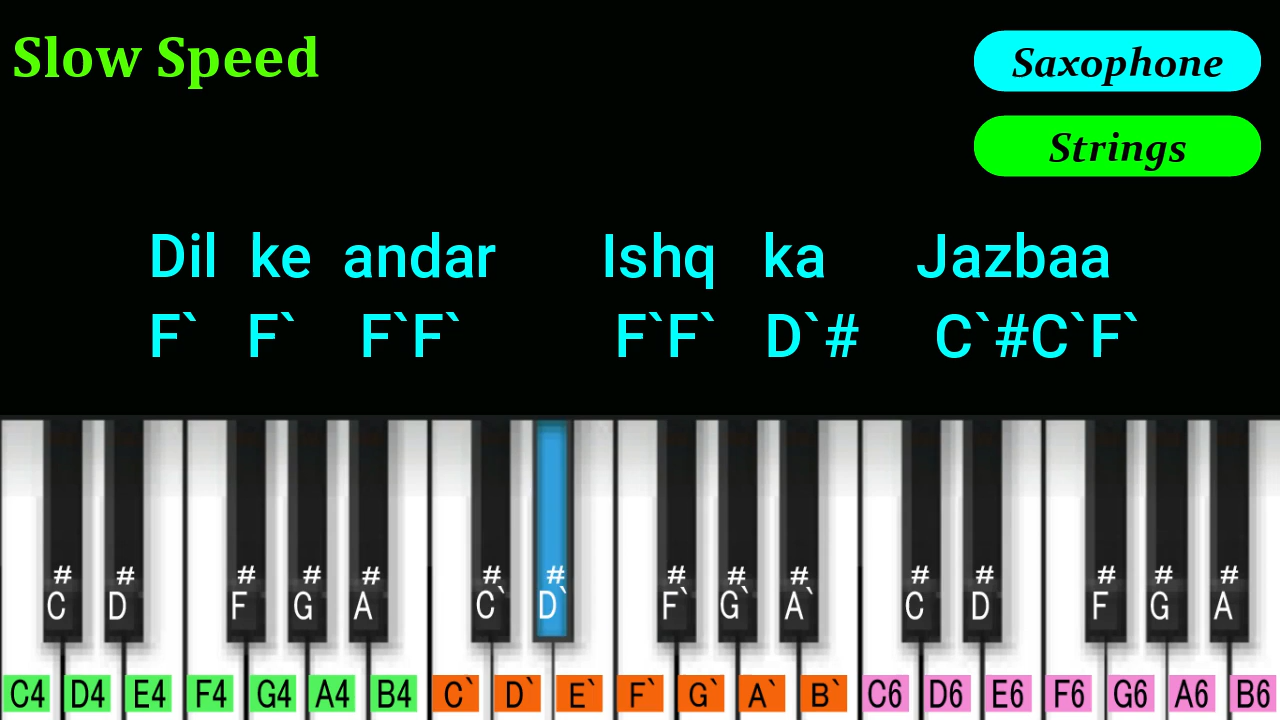 Slow Speed
Saxophone
Strings
Dil ke andar Ishq ka Jazbaa
F` F` F`F` F`F` D`# C`#C`F`
# # # # # # # # # # # # # # #
C D F G A C` D` F` G` A` C D F G A
C4 D4 E4 F4 G4 A4 B4 C` D` E` F` G` A` B` C6 D6 E6 F6 G6 A6 B6